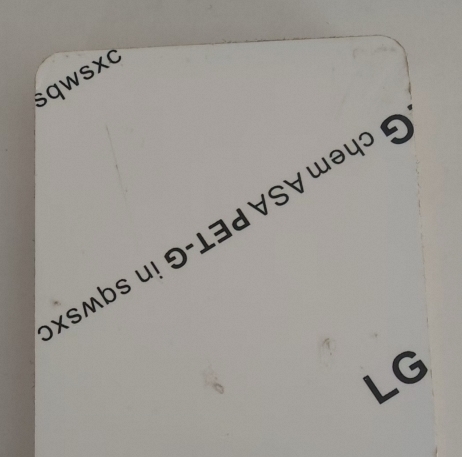 sqwsxc
G chem ASA PET-G in sqwsxc
LG